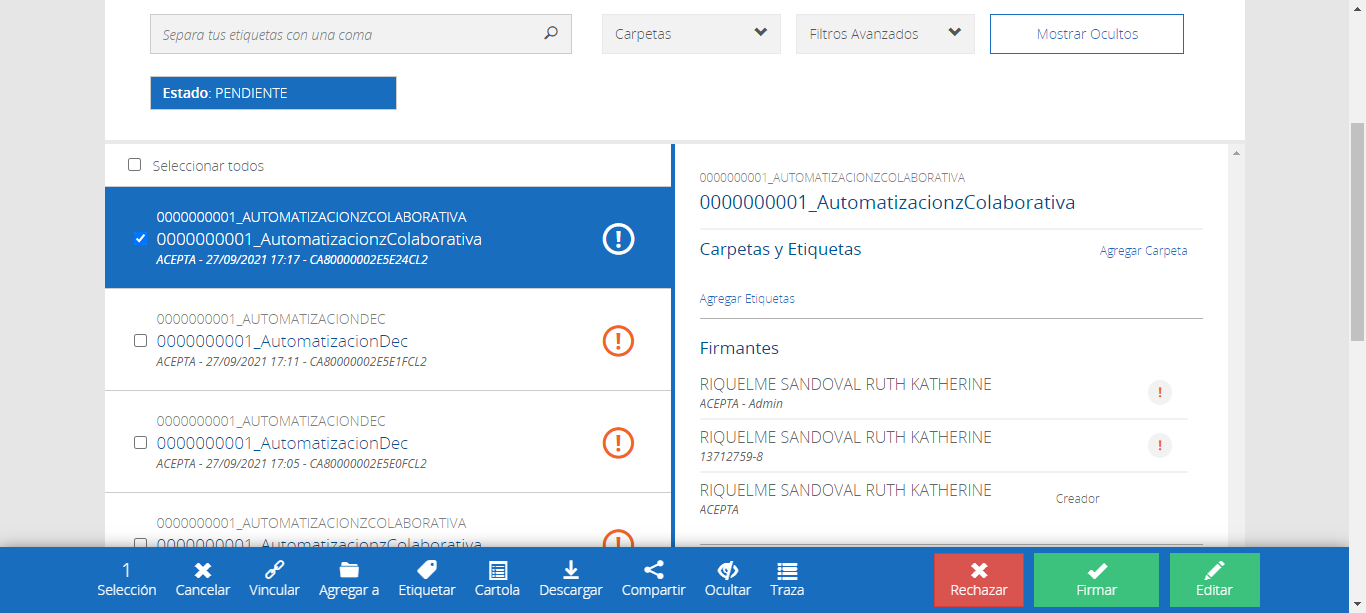 Separa tus etiquetas con una coma
Carpetas
Filtros Avanzados
Mostrar Ocultos
Estado: PENDIENTE
Seleccionar todos
0000000001_AUTOMATIZACIONZCOLABORATIVA
0000000001_AutomatizacionzColaborativa
ACEPTA - 27/09/2021 17:17 - CA80000002E5E24CL2
0000000001_AUTOMATIZACIONDEC
0000000001_AutomatizacionDec
ACEPTA - 27/09/2021 17:11 - CA80000002E5E1FCL2
0000000001_AUTOMATIZACIONDEC
0000000001_AutomatizacionDec
ACEPTA - 27/09/2021 17:05 - CA80000002E5E0FCL2
0000000001_AUTOMATIZACIONZCOLABORATIVA
0000000001_AutomatizacionzColaborativa
0000000001_AUTOMATIZACIONZCOLABORATIVA
0000000001_AutomatizacionzColaborativa
Carpetas y Etiquetas
Agregar Carpeta
Agregar Etiquetas
Firmantes
RIQUELME SANDOVAL RUTH KATHERINE
ACEPTA - Admin
RIQUELME SANDOVAL RUTH KATHERINE
13712759-8
RIQUELME SANDOVAL RUTH KATHERINE
ACEPTA
Creador
1
Selección
Cancelar
Vincular
Agregar a
Etiquetar
Cartola
Descargar
Compartir
Ocultar
Traza
Rechazar
Firmar
Editar